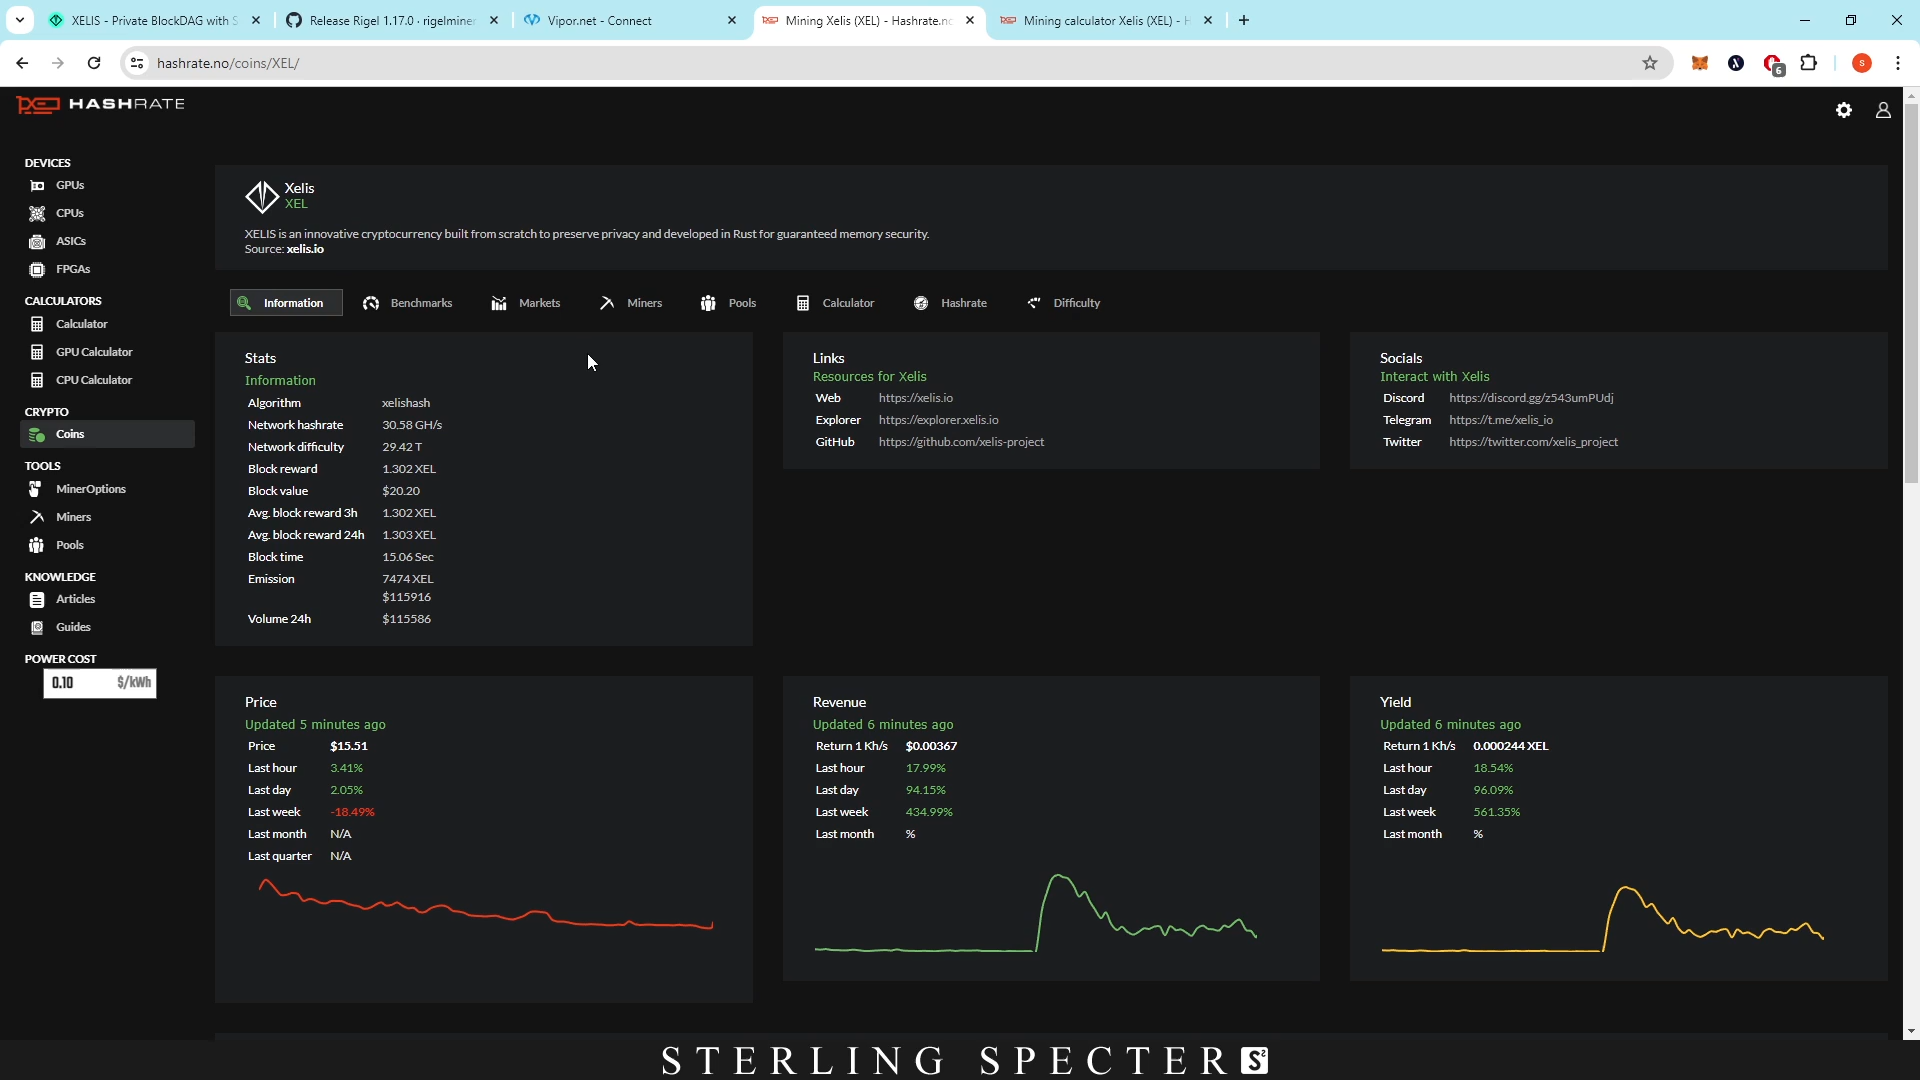 XELIS - Private BlockDAG with S
Release Rigel 1.17.0 · rigelminer
Vipor.net - Connect
Mining Xelis (XEL) - Hashrate.no
Mining calculator Xelis (XEL) - H
hashrate.no/coins/XEL/
6
S
HASHRATE
DEVICES
GPUs
CPUs
ASICs
FPGAs
CALCULATORS
Calculator
GPU Calculator
CPU Calculator
CRYPTO
Coins
TOOLS
MinerOptions
Miners
Pools
KNOWLEDGE
Articles
Guides
POWER COST
0.10 $/kWh
Xelis
XEL
XELIS is an innovative cryptocurrency built from scratch to preserve privacy and developed in Rust for guaranteed memory security.
Source: xelis.io
Information Benchmarks Markets Miners Pools Calculator Hashrate Difficulty
Stats
Information
Algorithm xelishash
Network hashrate 30.58 GH/s
Network difficulty 29.42 T
Block reward 1.302 XEL
Block value $20.20
Avg. block reward 3h 1.302 XEL
Avg. block reward 24h 1.303 XEL
Block time 15.06 Sec
Emission 7474 XEL
$115916
Volume 24h $115586
Links
Resources for Xelis
Web https://xelis.io
Explorer https://explorer.xelis.io
GitHub https://github.com/xelis-project
Socials
Interact with Xelis
Discord https://discord.gg/z543umPUdj
Telegram https://t.me/xelis_io
Twitter https://twitter.com/xelis_project
Price
Updated 5 minutes ago
Price $15.51
Last hour 3.41%
Last day 2.05%
Last week -18.49%
Last month N/A
Last quarter N/A
Revenue
Updated 6 minutes ago
Return 1 Kh/s $0.00367
Last hour 17.99%
Last day 94.15%
Last week 434.99%
Last month %
Yield
Updated 6 minutes ago
Return 1 Kh/s 0.000244 XEL
Last hour 18.54%
Last day 96.09%
Last week 561.35%
Last month %
STERLING SPECTER S²